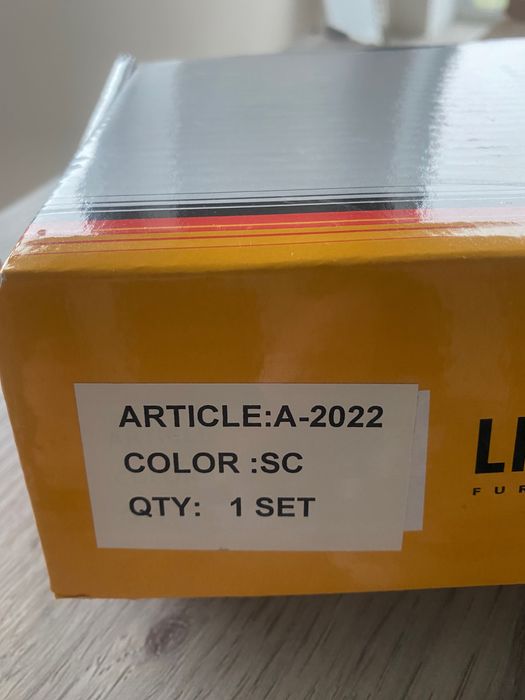 ARTICLE:A-2022
COLOR :SC
QTY: 1 SET